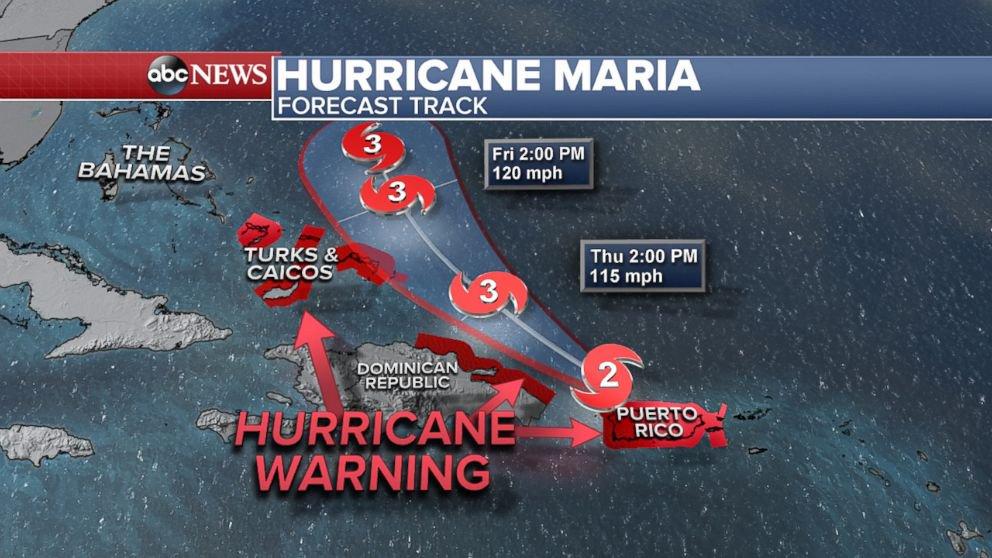 abc NEWS
HURRICANE MARIA
FORECAST TRACK
3
Fri 2:00 PM
120 mph
THE
BAHAMAS
3
TURKS &
CAICOS
Thu 2:00 PM
115 mph
3
DOMINICAN
REPUBLIC
2
PUERTO
RICO
HURRICANE
WARNING